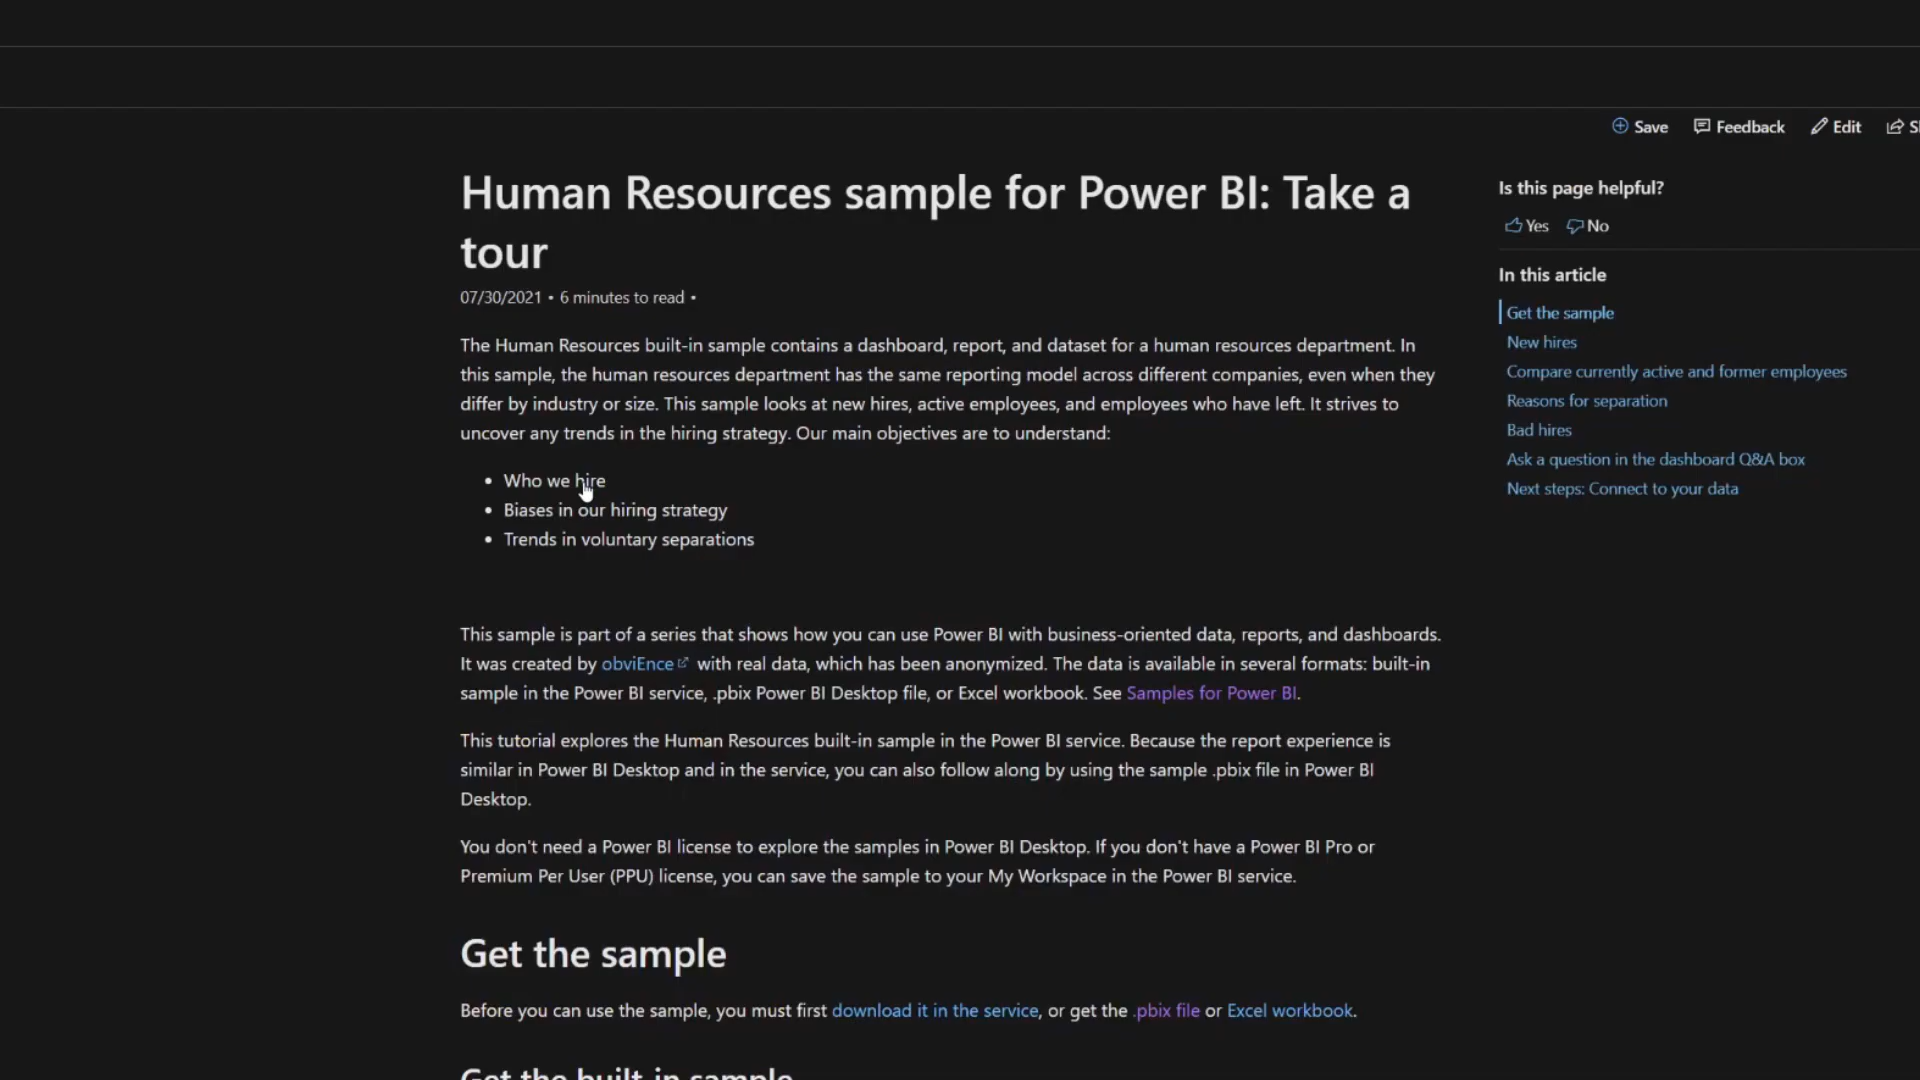 Save Feedback Edit
Human Resources sample for Power BI: Take a
tour
07/30/2021 • 6 minutes to read •
The Human Resources built-in sample contains a dashboard, report, and dataset for a human resources department. In
this sample, the human resources department has the same reporting model across different companies, even when they
differ by industry or size. This sample looks at new hires, active employees, and employees who have left. It strives to
uncover any trends in the hiring strategy. Our main objectives are to understand:
• Who we hire
• Biases in our hiring strategy
• Trends in voluntary separations
This sample is part of a series that shows how you can use Power BI with business-oriented data, reports, and dashboards.
It was created by obviEnce with real data, which has been anonymized. The data is available in several formats: built-in
sample in the Power BI service, .pbix Power BI Desktop file, or Excel workbook. See Samples for Power BI.
This tutorial explores the Human Resources built-in sample in the Power BI service. Because the report experience is
similar in Power BI Desktop and in the service, you can also follow along by using the sample .pbix file in Power BI
Desktop.
You don't need a Power BI license to explore the samples in Power BI Desktop. If you don't have a Power BI Pro or
Premium Per User (PPU) license, you can save the sample to your My Workspace in the Power BI service.
Get the sample
Before you can use the sample, you must first download it in the service, or get the .pbix file or Excel workbook.
Get the built-in sample
Is this page helpful?
Yes No
In this article
Get the sample
New hires
Compare currently active and former employees
Reasons for separation
Bad hires
Ask a question in the dashboard Q&A box
Next steps: Connect to your data